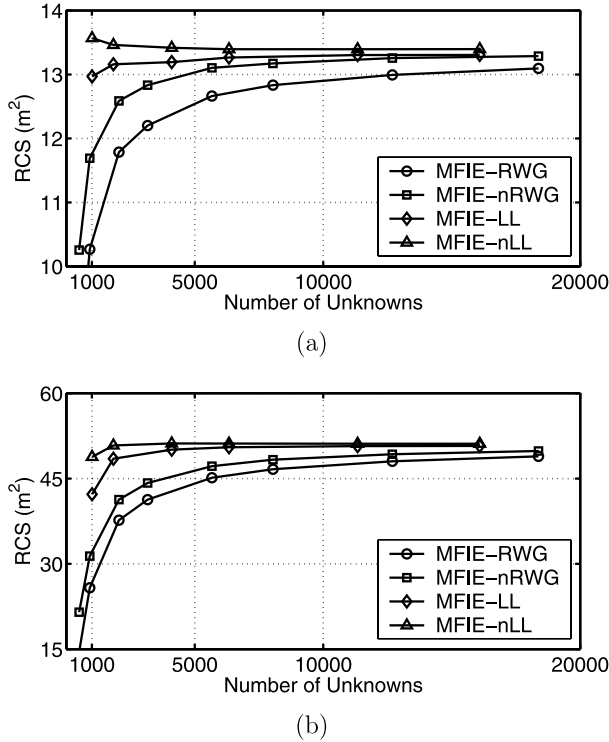 14
13
12
11
10
RCS (m²)
MFIE–RWG
MFIE–nRWG
MFIE–LL
MFIE–nLL
1000 5000 10000 20000
Number of Unknowns
(a)
60
45
30
15
RCS (m²)
MFIE–RWG
MFIE–nRWG
MFIE–LL
MFIE–nLL
1000 5000 10000 20000
Number of Unknowns
(b)